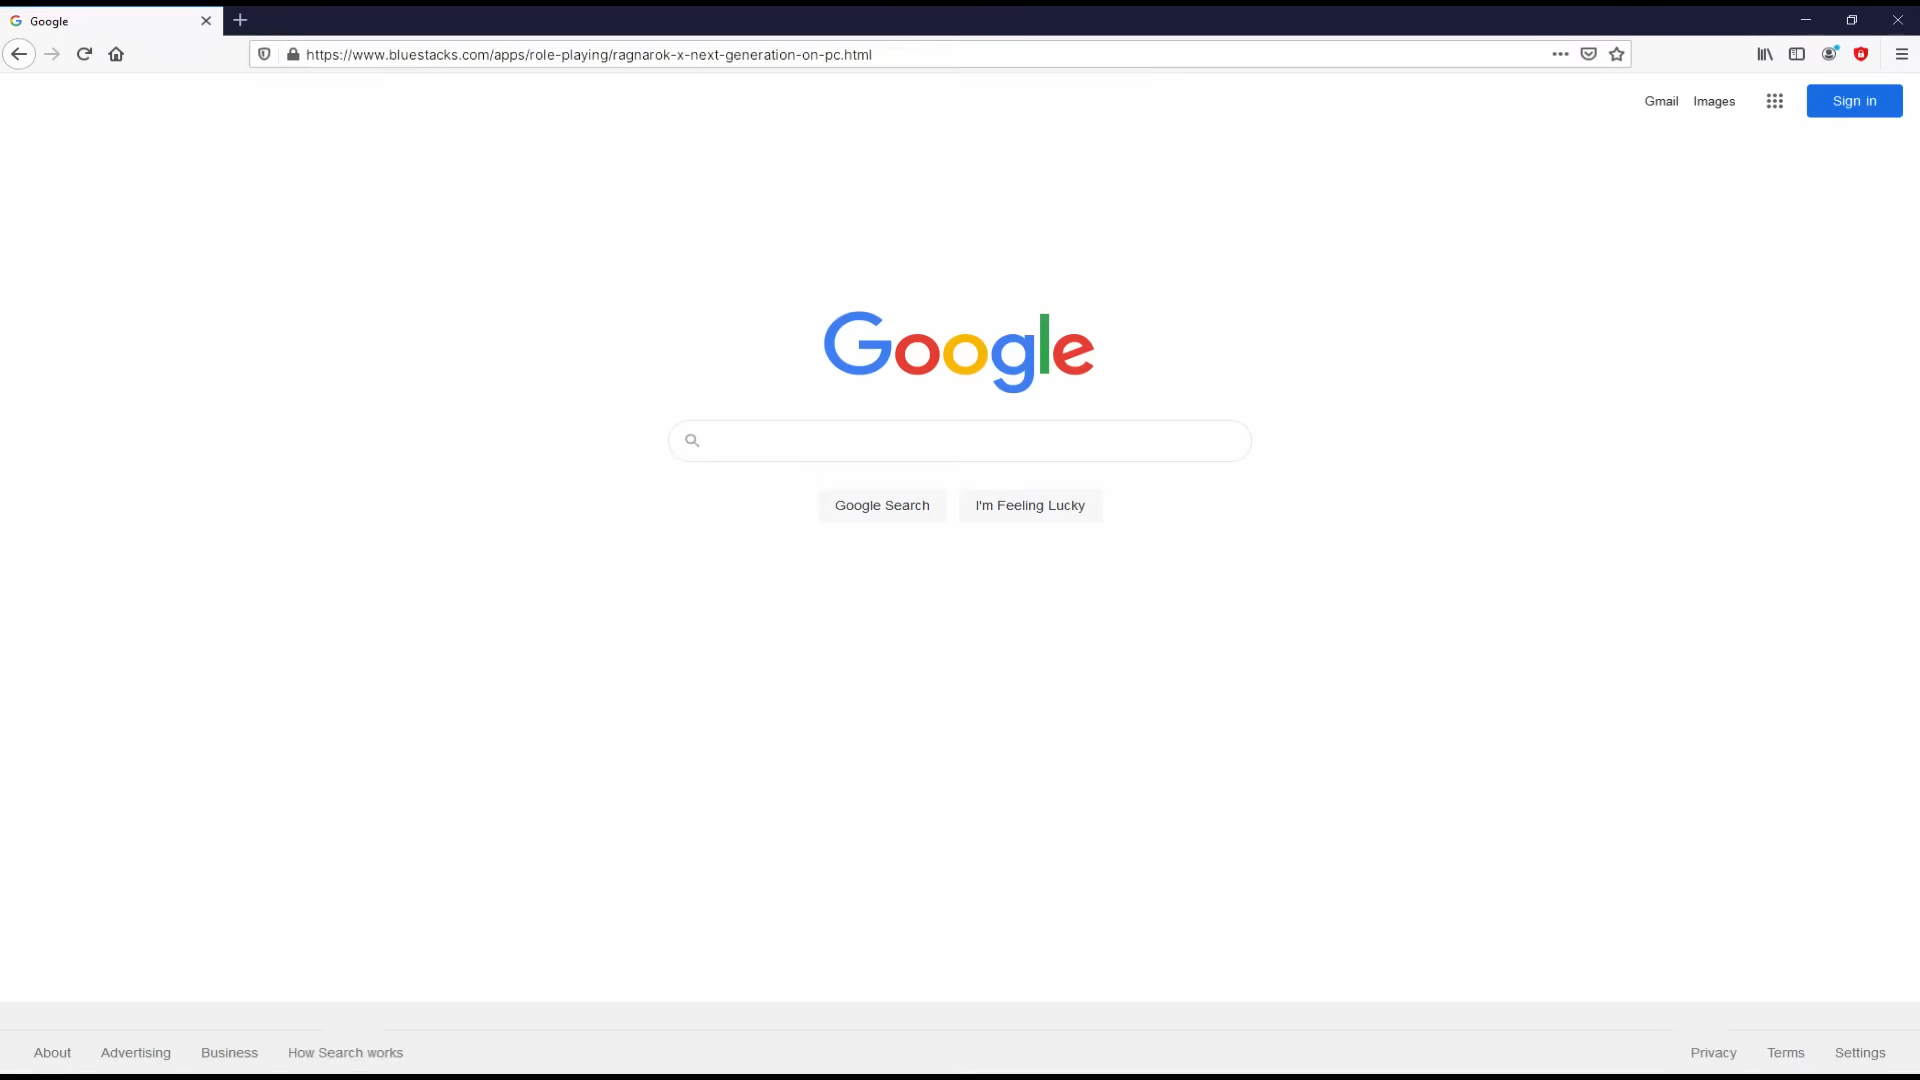 Google
https://www.bluestacks.com/apps/role-playing/ragnarok-x-next-generation-on-pc.html
Gmail Images Sign in
Google
Google Search I'm Feeling Lucky
About Advertising Business How Search works Privacy Terms Settings